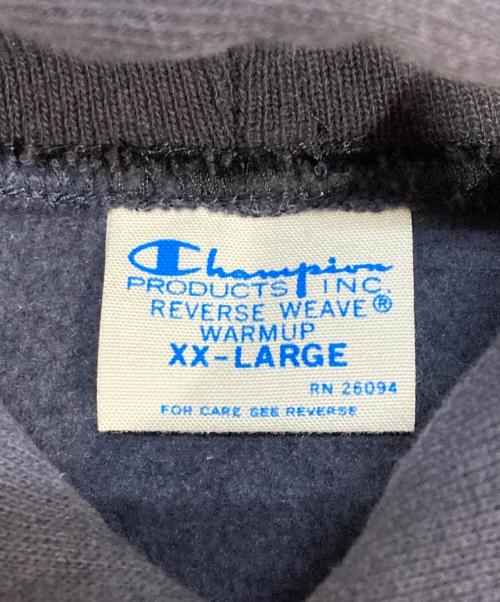 Champion
PRODUCTS INC.
REVERSE WEAVE®
WARMUP
XX-LARGE
RN 26094
FOR CARE SEE REVERSE